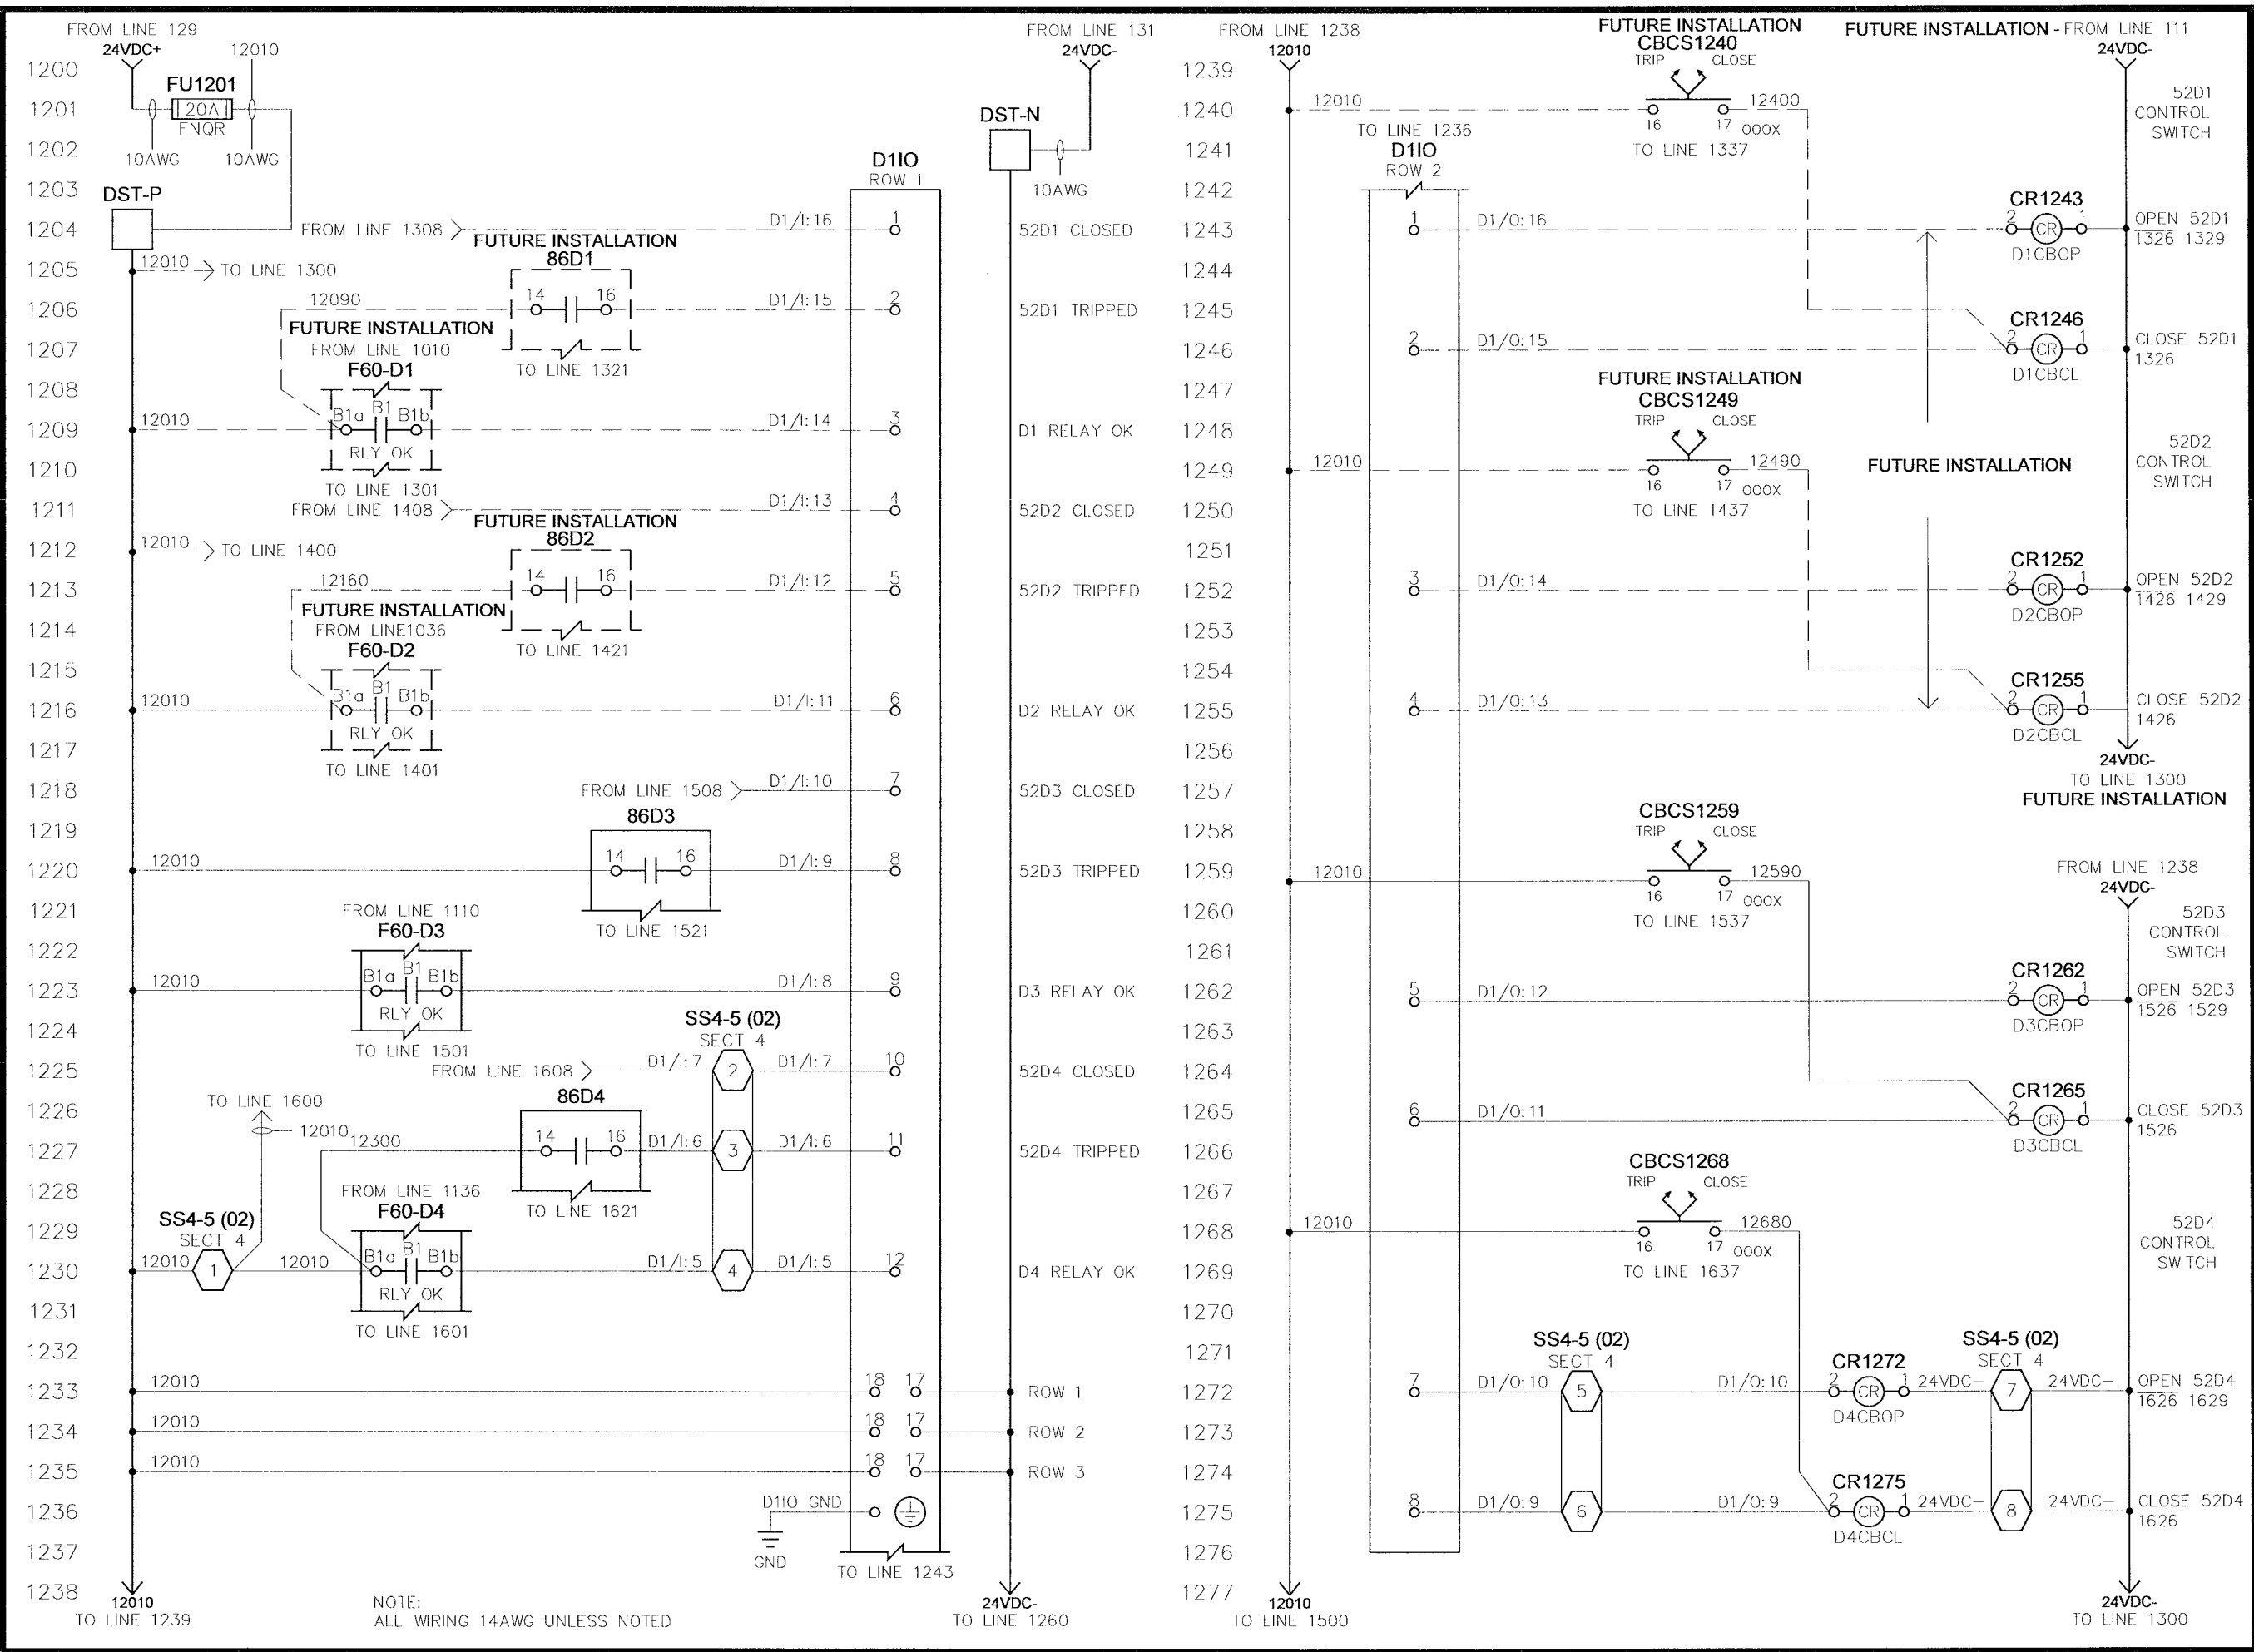 FROM LINE 129
24VDC+
12010
FROM LINE 131
24VDC-
1200
FU1201
1201
20A
FNQR
DST-N
1202
10AWG
10AWG
D1IO
ROW 1
1203
10AWG
DST-P
1204
FROM LINE 1308
D1/I:16
1
52D1 CLOSED
FUTURE INSTALLATION
86D1
1205
12010
TO LINE 1300
1206
12090
14
16
D1/I:15
2
52D1 TRIPPED
FUTURE INSTALLATION
1207
FROM LINE 1010
TO LINE 1321
F60-D1
1208
B1a
B1
B1b
1209
12010
D1/I:14
3
D1 RELAY OK
RLY OK
1210
TO LINE 1301
1211
FROM LINE 1408
D1/I:13
4
52D2 CLOSED
FUTURE INSTALLATION
86D2
1212
12010
TO LINE 1400
1213
12160
14
16
D1/I:12
5
52D2 TRIPPED
FUTURE INSTALLATION
1214
FROM LINE1036
TO LINE 1421
F60-D2
1215
B1a
B1
B1b
1216
12010
D1/I:11
6
D2 RELAY OK
RLY OK
1217
TO LINE 1401
1218
FROM LINE 1508
D1/I:10
7
52D3 CLOSED
86D3
1219
1220
12010
14
16
D1/I:9
8
52D3 TRIPPED
1221
FROM LINE 1110
TO LINE 1521
F60-D3
1222
B1a
B1
B1b
1223
12010
D1/I:8
9
D3 RELAY OK
RLY OK
SS4-5 (02)
SECT 4
1224
TO LINE 1501
1225
FROM LINE 1608
D1/I:7
2
D1/I:7
10
52D4 CLOSED
86D4
1226
TO LINE 1600
12010
1227
12300
14
16
D1/I:6
3
D1/I:6
11
52D4 TRIPPED
1228
FROM LINE 1136
TO LINE 1621
F60-D4
1229
SS4-5 (02)
SECT 4
B1a
B1
B1b
1230
12010
1
12010
D1/I:5
4
D1/I:5
12
D4 RELAY OK
RLY OK
1231
TO LINE 1601
1232
1233
12010
18
17
ROW 1
1234
12010
18
17
ROW 2
1235
12010
18
17
ROW 3
1236
D1IO GND
1237
GND
TO LINE 1243
1238
12010
TO LINE 1239
NOTE:
ALL WIRING 14AWG UNLESS NOTED
24VDC-
TO LINE 1260
FROM LINE 1238
12010
FUTURE INSTALLATION
CBCS1240
TRIP
CLOSE
FUTURE INSTALLATION - FROM LINE 111
24VDC-
1239
1240
12010
12400
16
17
000X
52D1
CONTROL
SWITCH
TO LINE 1236
1241
D1IO
ROW 2
TO LINE 1337
1242
CR1243
1243
1
D1/O:16
2
CR
1
OPEN 52D1
1326 1329
D1CBOP
1244
1245
CR1246
1246
2
D1/O:15
2
CR
1
CLOSE 52D1
1326
D1CBCL
1247
FUTURE INSTALLATION
CBCS1249
TRIP
CLOSE
1248
1249
12010
12490
16
17
000X
FUTURE INSTALLATION
52D2
CONTROL
SWITCH
1250
TO LINE 1437
1251
CR1252
1252
3
D1/O:14
2
CR
1
OPEN 52D2
1426 1429
D2CBOP
1253
1254
CR1255
1255
4
D1/O:13
2
CR
1
CLOSE 52D2
1426
D2CBCL
1256
24VDC-
TO LINE 1300
FUTURE INSTALLATION
1257
CBCS1259
TRIP
CLOSE
1258
1259
12010
12590
16
17
000X
FROM LINE 1238
24VDC-
1260
TO LINE 1537
52D3
CONTROL
SWITCH
1261
CR1262
1262
5
D1/O:12
2
CR
1
OPEN 52D3
1526 1529
D3CBOP
1263
1264
CR1265
1265
6
D1/O:11
2
CR
1
CLOSE 52D3
1526
D3CBCL
1266
CBCS1268
TRIP
CLOSE
1267
1268
12010
12680
16
17
000X
52D4
CONTROL
SWITCH
1269
TO LINE 1637
1270
1271
SS4-5 (02)
SECT 4
CR1272
SS4-5 (02)
SECT 4
1272
7
D1/O:10
5
D1/O:10
2
CR
1
24VDC-
7
24VDC-
OPEN 52D4
1626 1629
D4CBOP
1273
1274
CR1275
1275
8
D1/O:9
6
D1/O:9
2
CR
1
24VDC-
8
24VDC-
CLOSE 52D4
1626
D4CBCL
1276
1277
12010
TO LINE 1500
24VDC-
TO LINE 1300